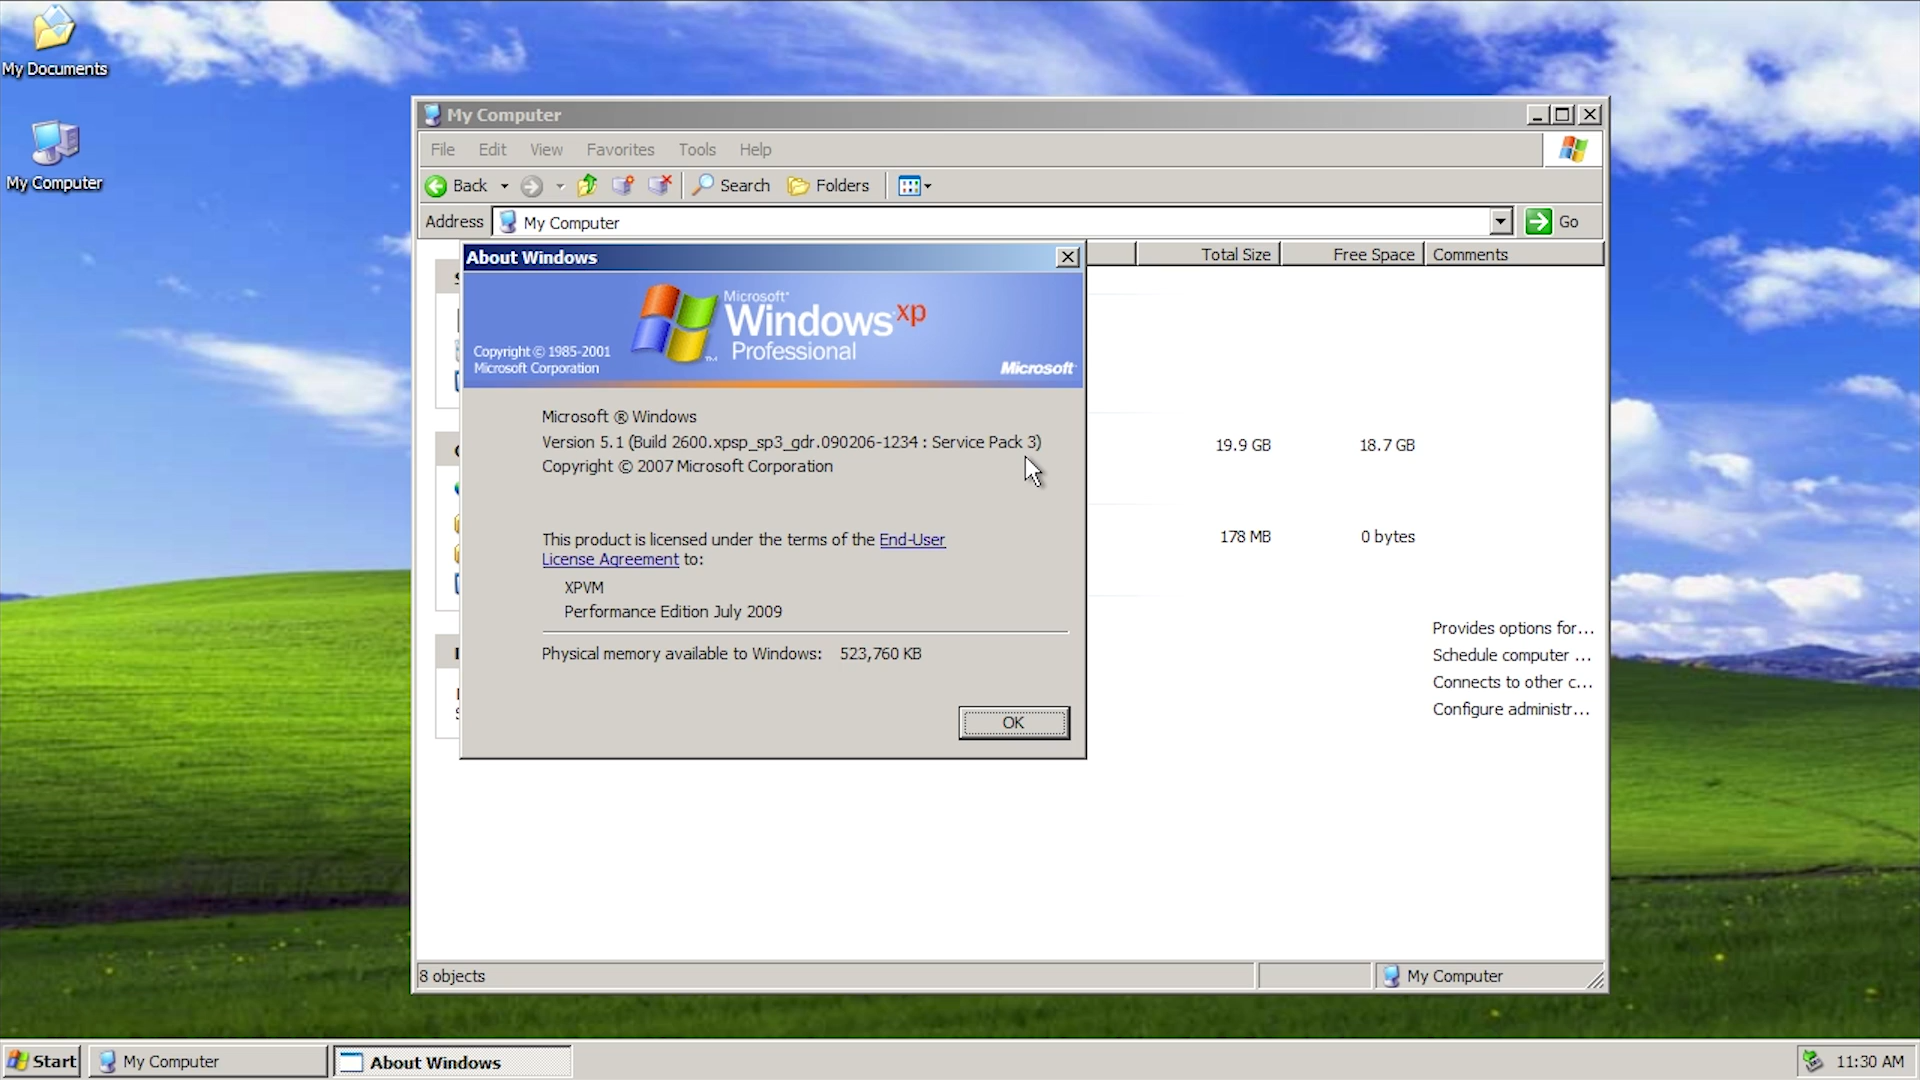 My Documents
My Computer
My Computer
File Edit View Favorites Tools Help
Back Search Folders
Address My Computer Go
Total Size Free Space Comments
About Windows
Microsoft®
Windows xp
Professional
Copyright © 1985-2001
Microsoft Corporation
Microsoft
Microsoft ® Windows
Version 5.1 (Build 2600.xpsp_sp3_gdr.090206-1234 : Service Pack 3)
Copyright © 2007 Microsoft Corporation
This product is licensed under the terms of the End-User
License Agreement to:
XPVM
Performance Edition July 2009
Physical memory available to Windows: 523,760 KB
OK
19.9 GB 18.7 GB
178 MB 0 bytes
Provides options for...
Schedule computer ...
Connects to other c...
Configure administr...
8 objects
My Computer
Start My Computer About Windows 11:30 AM